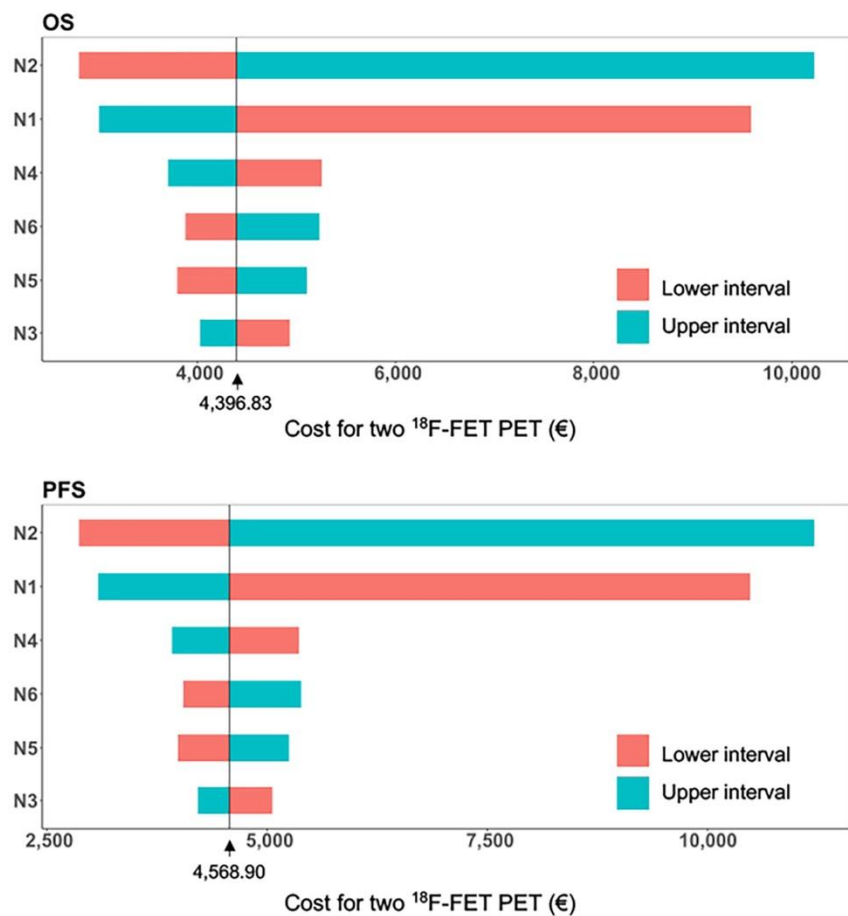 OS
N2
N1
N4
N6
N5
N3
Lower interval
Upper interval
4,000 6,000 8,000 10,000
4,396.83
Cost for two ¹⁸F-FET PET (€)
PFS
N2
N1
N4
N6
N5
N3
Lower interval
Upper interval
2,500 5,000 7,500 10,000
4,568.90
Cost for two ¹⁸F-FET PET (€)